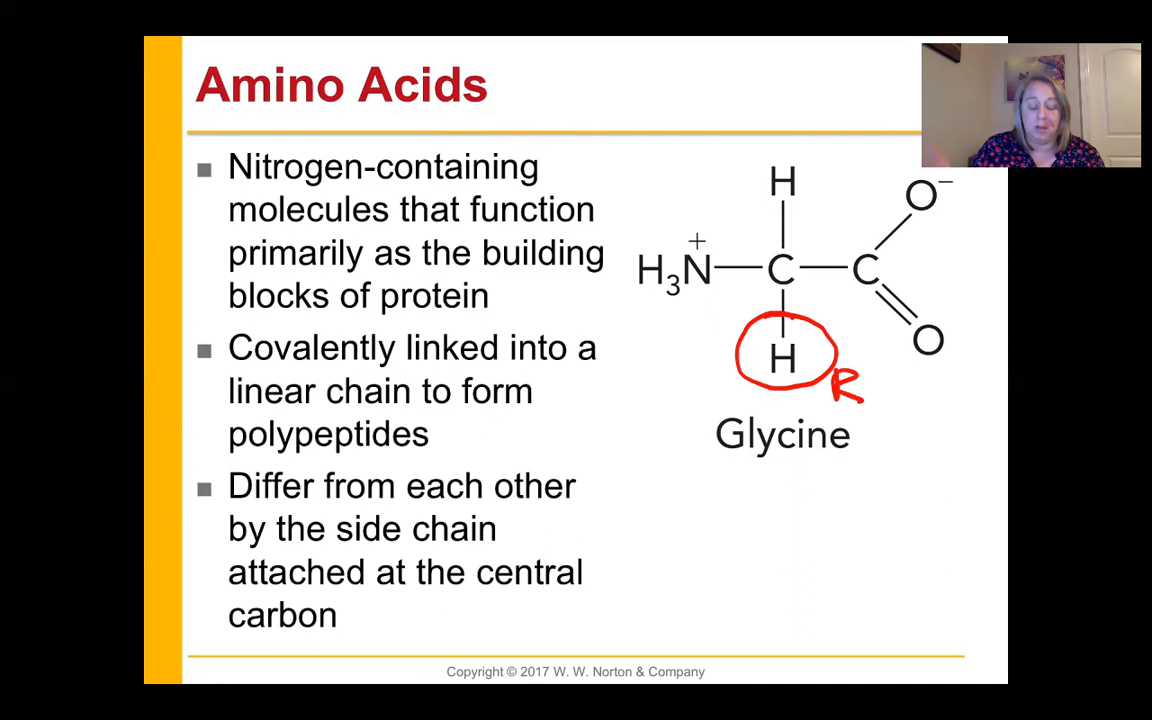 Amino Acids
Nitrogen-containing
molecules that function
primarily as the building
blocks of protein
Covalently linked into a
linear chain to form
polypeptides
Differ from each other
by the side chain
attached at the central
carbon
H
O⁻
+
H₃N—C—C
O
H
R
Glycine
Copyright © 2017 W. W. Norton & Company